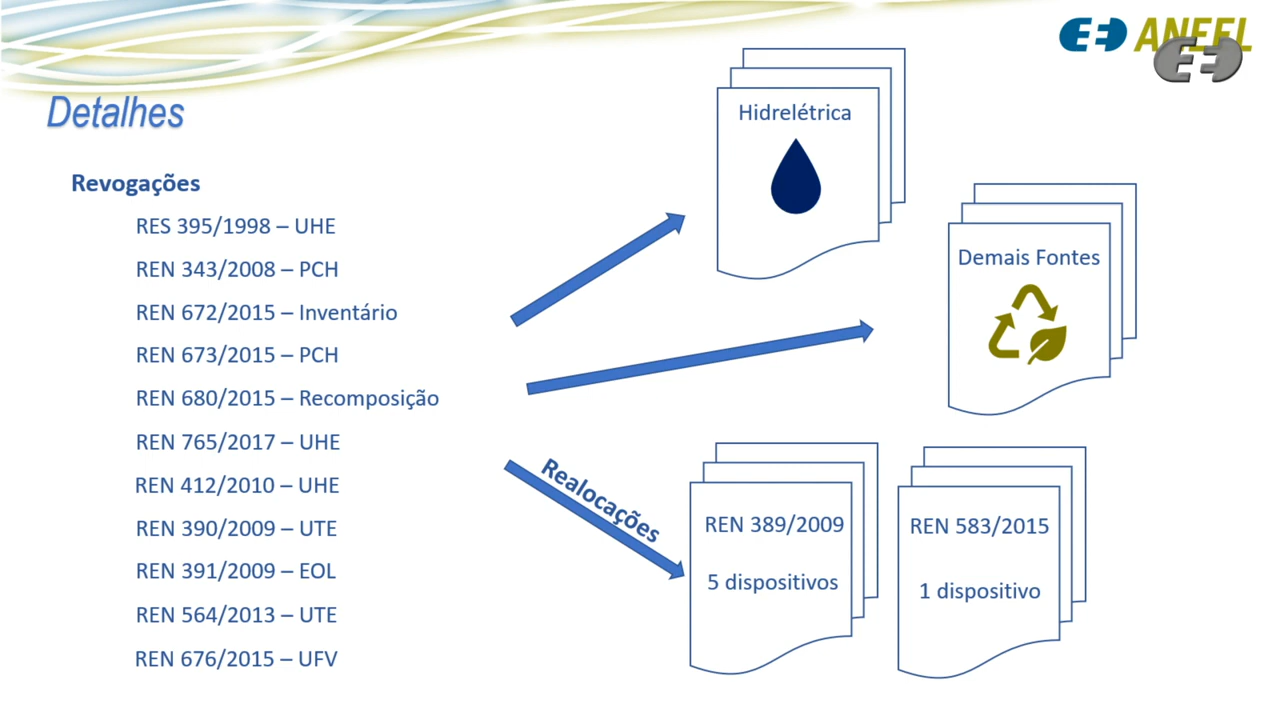 ANEEL
Detalhes
Revogações
RES 395/1998 – UHE
REN 343/2008 – PCH
REN 672/2015 – Inventário
REN 673/2015 – PCH
REN 680/2015 – Recomposição
REN 765/2017 – UHE
REN 412/2010 – UHE
REN 390/2009 – UTE
REN 391/2009 – EOL
REN 564/2013 – UTE
REN 676/2015 – UFV
Hidrelétrica
Demais Fontes
Realocações
REN 389/2009
5 dispositivos
REN 583/2015
1 dispositivo